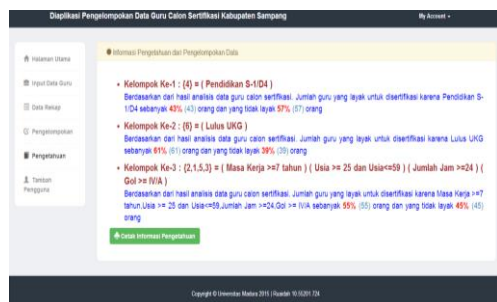 Diaplikasi Pengelompokan Data Guru Calon Sertifikasi Kabupaten Sampang
My Account
Halaman Utama
Input Data Guru
Data Rekap
Pengelompokan
Pengetahuan
Tambah
Pengguna
Informasi Pengetahuan dari Pengelompokan Data
• Kelompok Ke-1 : {4} = ( Pendidikan S-1/D4 )
Berdasarkan dari hasil analisis data guru calon sertifikasi. Jumlah guru yang layak untuk disertifikasi karena Pendidikan S-
1/D4 sebanyak 43% (43) orang dan yang tidak layak 57% (57) orang
• Kelompok Ke-2 : {6} = ( Lulus UKG )
Berdasarkan dari hasil analisis data guru calon sertifikasi. Jumlah guru yang layak untuk disertifikasi karena Lulus UKG
sebanyak 61% (61) orang dan yang tidak layak 39% (39) orang
• Kelompok Ke-3 : {2,1,5,3} = ( Masa Kerja >=7 tahun ) ( Usia >= 25 dan Usia<=59 ) ( Jumlah Jam >=24 ) (
Gol >= IV/A )
Berdasarkan dari hasil analisis data guru calon sertifikasi. Jumlah guru yang layak untuk disertifikasi karena Masa Kerja >=7
tahun,Usia >= 25 dan Usia<=59,Jumlah Jam >=24,Gol >= IV/A sebanyak 55% (55) orang dan yang tidak layak 45% (45)
orang
Cetak Informasi Pengetahuan
Copyright © Universitas Madura 2015 |